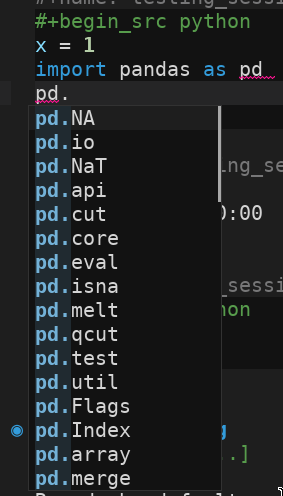 #+name: testing_sessi
#+begin_src python
x = 1
import pandas as pd
pd.
pd.NA
pd.io
pd.NaT
pd.api
ing_se
pd.cut
pd.core
0:00
pd.eval
pd.isna
_sessi
pd.melt
hon
pd.qcut
pd.test
pd.util
pd.Flags
pd.Index
g
pd.array
..]
pd.merge